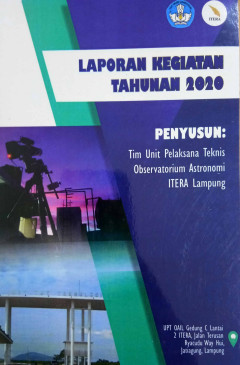 ITERA
LAPORAN KEGIATAN
TAHUNAN 2020
PENYUSUN:
Tim Unit Pelaksana Teknis
Observatorium Astronomi
ITERA Lampung
UPT OAIL Gedung C Lantai
2 ITERA, Jalan Terusan
Ryacudu Way Hui,
Jatiagung, Lampung